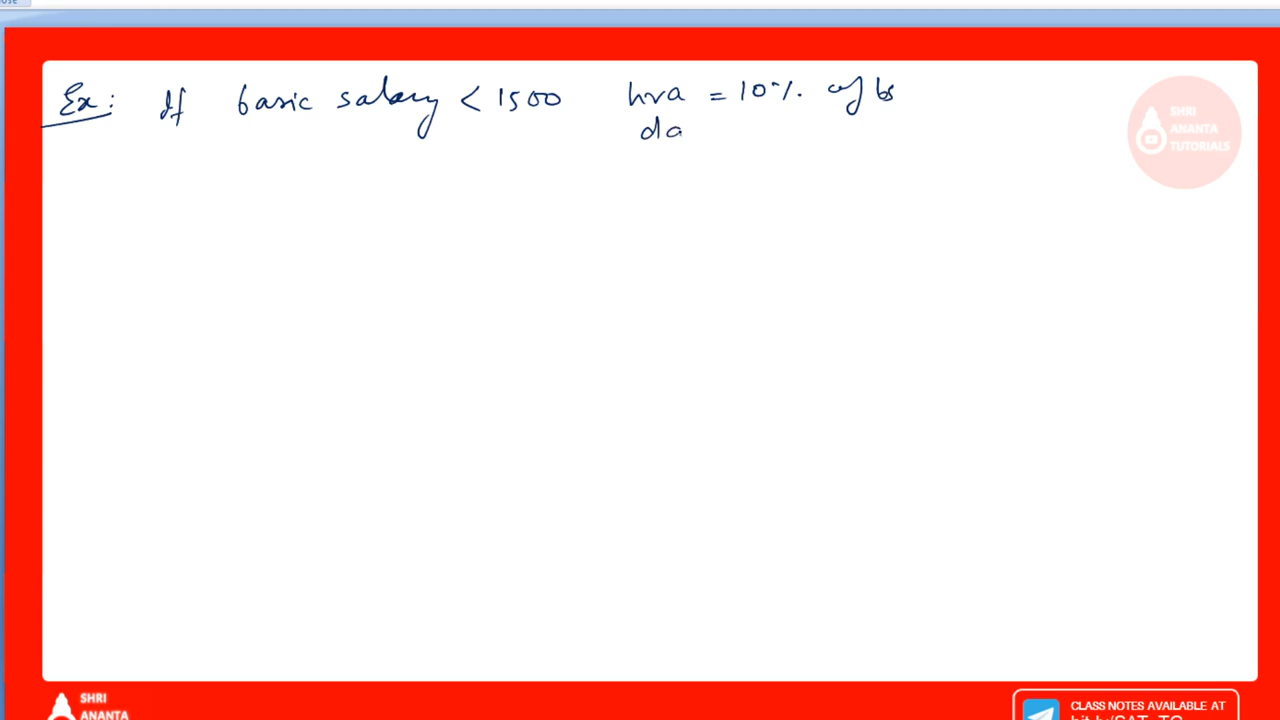 Ex: If basic salary < 1500 hra = 10% of bs
da
SHRI
ANANTA
TUTORIALS
SHRI
ANANTA
CLASS NOTES AVAILABLE AT